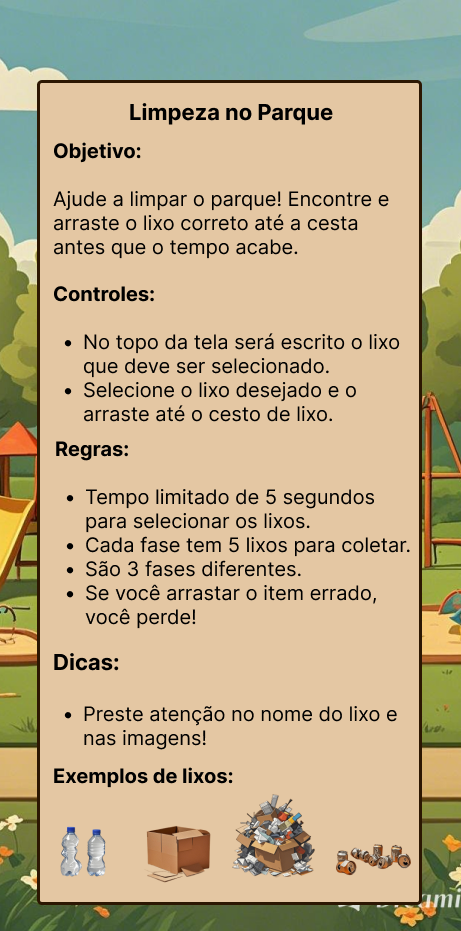 Limpeza no Parque
Objetivo:
Ajude a limpar o parque! Encontre e
arraste o lixo correto até a cesta
antes que o tempo acabe.
Controles:
• No topo da tela será escrito o lixo
que deve ser selecionado.
• Selecione o lixo desejado e o
arraste até o cesto de lixo.
Regras:
• Tempo limitado de 5 segundos
para selecionar os lixos.
• Cada fase tem 5 lixos para coletar.
• São 3 fases diferentes.
• Se você arrastar o item errado,
você perde!
Dicas:
• Preste atenção no nome do lixo e
nas imagens!
Exemplos de lixos: